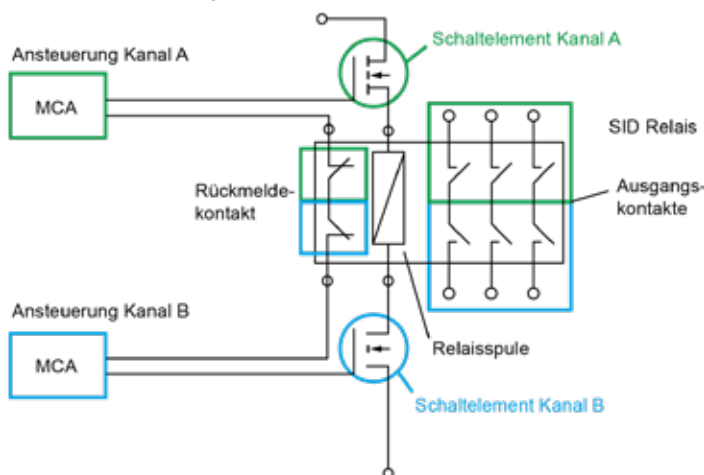 Schaltelement Kanal A
Ansteuerung Kanal A
MCA
SID Relais
Rückmelde-
kontakt
Ausgangs-
kontakte
Ansteuerung Kanal B
Relaisspule
MCA
Schaltelement Kanal B